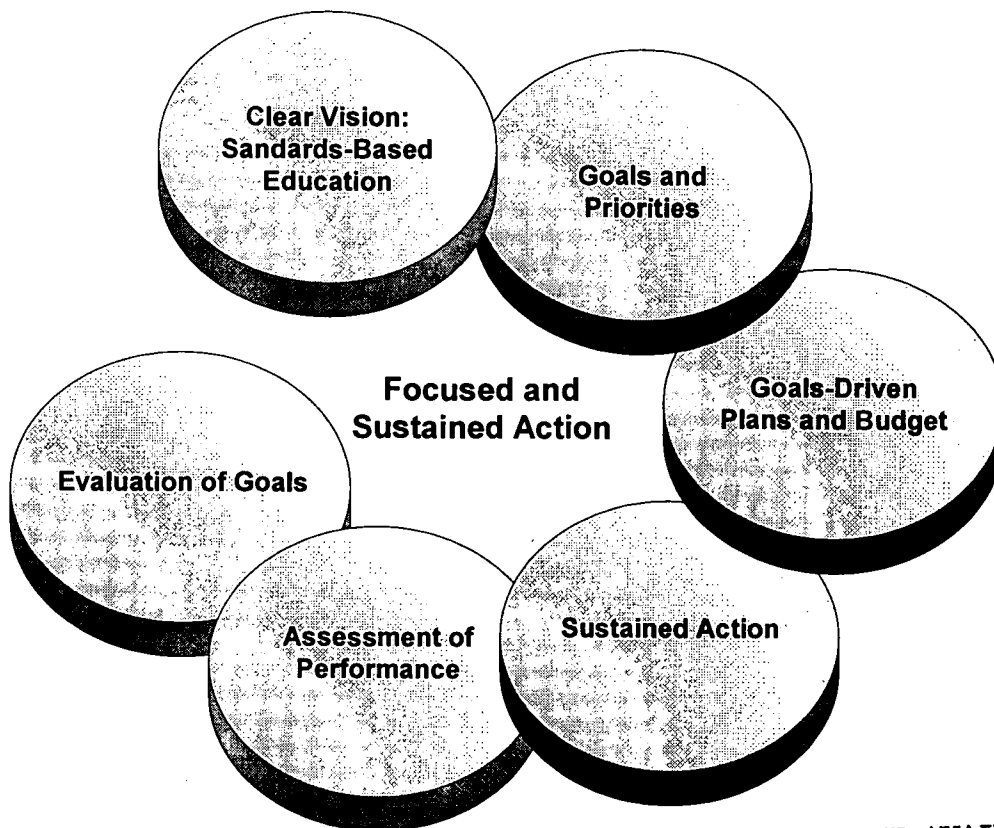 Clear Vision:
Sandards-Based
Education
Goals and
Priorities
Goals-Driven
Plans and Budget
Focused and
Sustained Action
Evaluation of Goals
Sustained Action
Assessment of
Performance